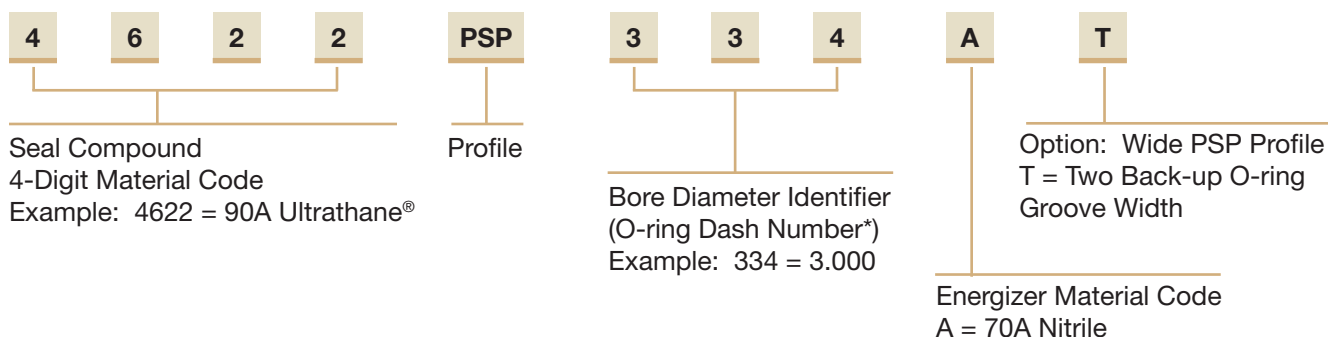 4 6 2 2 PSP 3 3 4 A T
Seal Compound
4-Digit Material Code
Example: 4622 = 90A Ultrathane®
Profile
Bore Diameter Identifier
(O-ring Dash Number*)
Example: 334 = 3.000
Option: Wide PSP Profile
T = Two Back-up O-ring
Groove Width
Energizer Material Code
A = 70A Nitrile